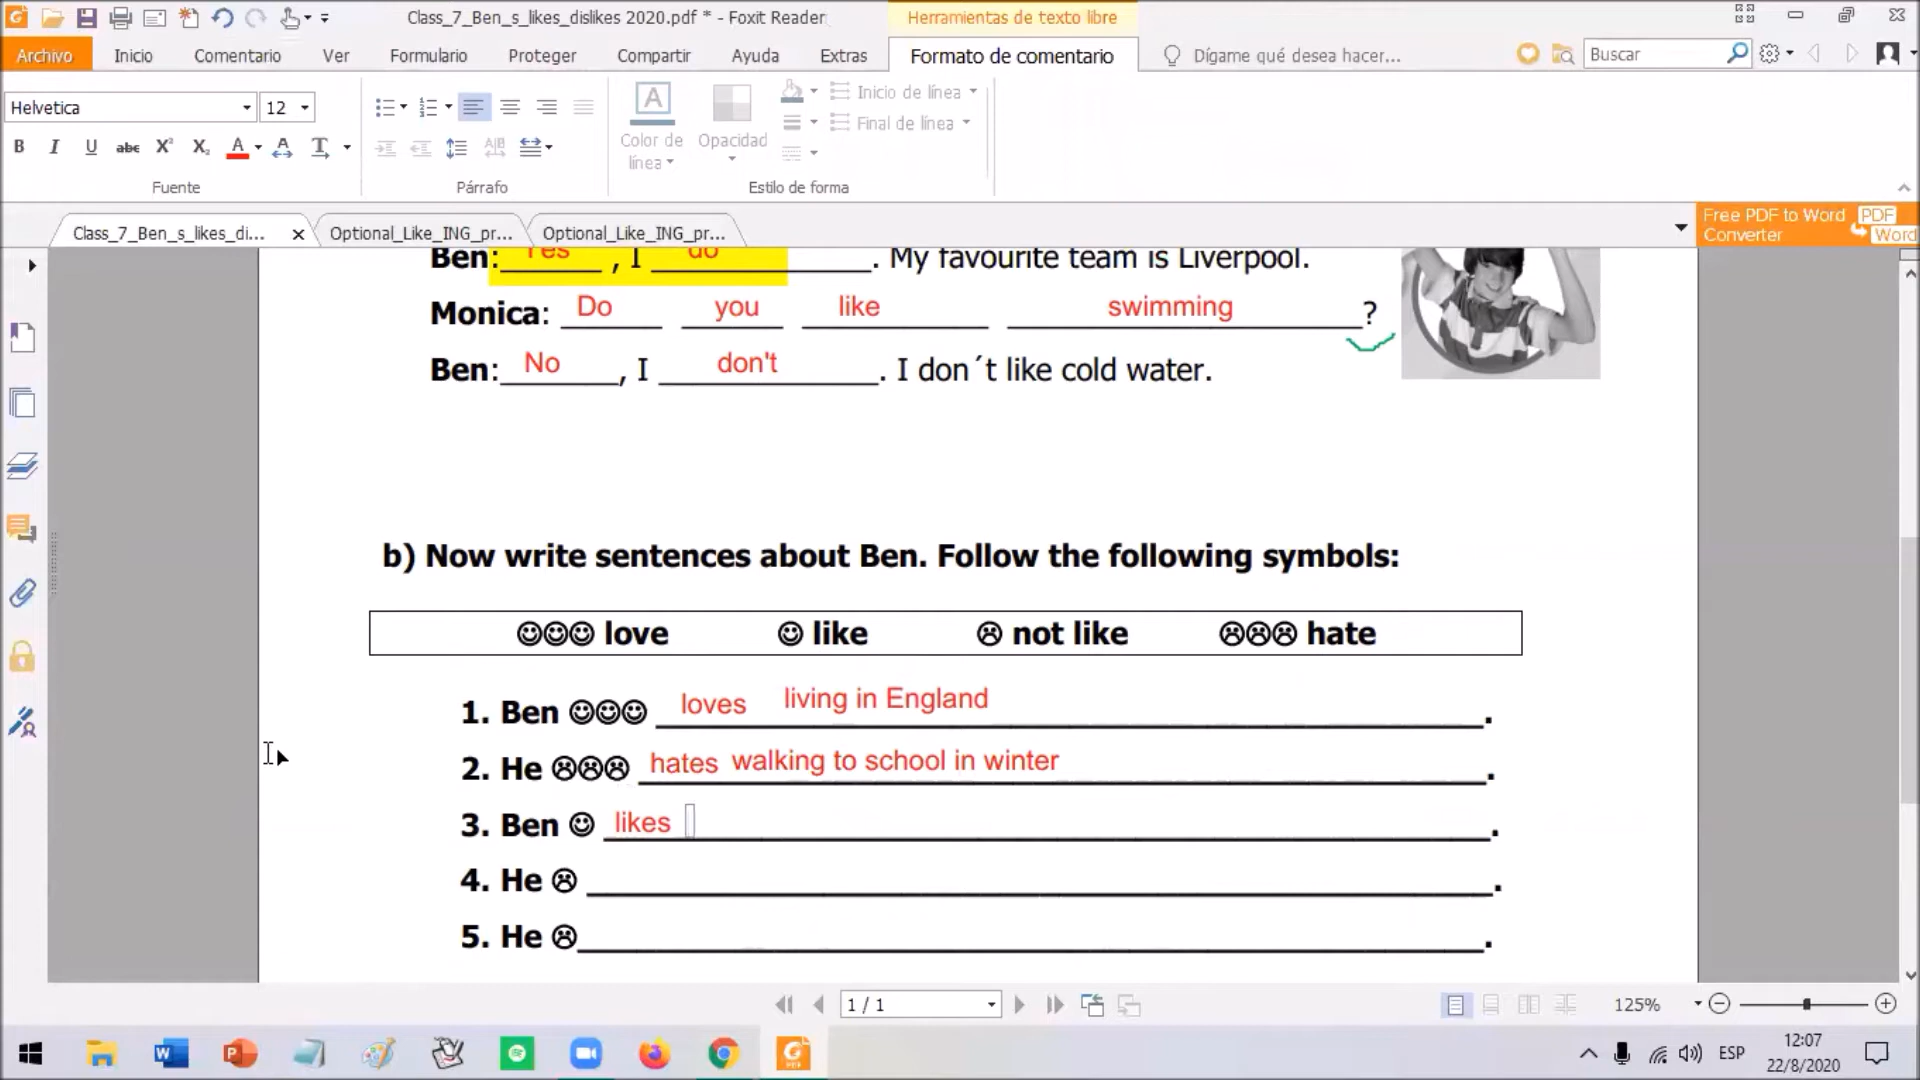 Class_7_Ben_s_likes_dislikes 2020.pdf * - Foxit Reader
Herramientas de texto libre
Archivo Inicio Comentario Ver Formulario Proteger Compartir Ayuda Extras Formato de comentario Dígame qué desea hacer... Buscar
Helvetica 12
Color de línea Opacidad Inicio de línea
Final de línea
Fuente Párrafo Estilo de forma
Class_7_Ben_s_likes_di... Optional_Like_ING_pr... Optional_Like_ING_pr...
Free PDF to Word Converter PDF Word
Ben: Yes , I do . My favourite team is Liverpool.
Monica: Do you like swimming ?
Ben: No , I don't . I don´t like cold water.
b) Now write sentences about Ben. Follow the following symbols:
☺☺☺ love ☺ like ☹ not like ☹☹☹ hate
1. Ben ☺☺☺ loves living in England .
2. He ☹☹☹ hates walking to school in winter .
3. Ben ☺ likes .
4. He ☹ .
5. He ☹ .
1 / 1
125%
ESP
12:07
22/8/2020